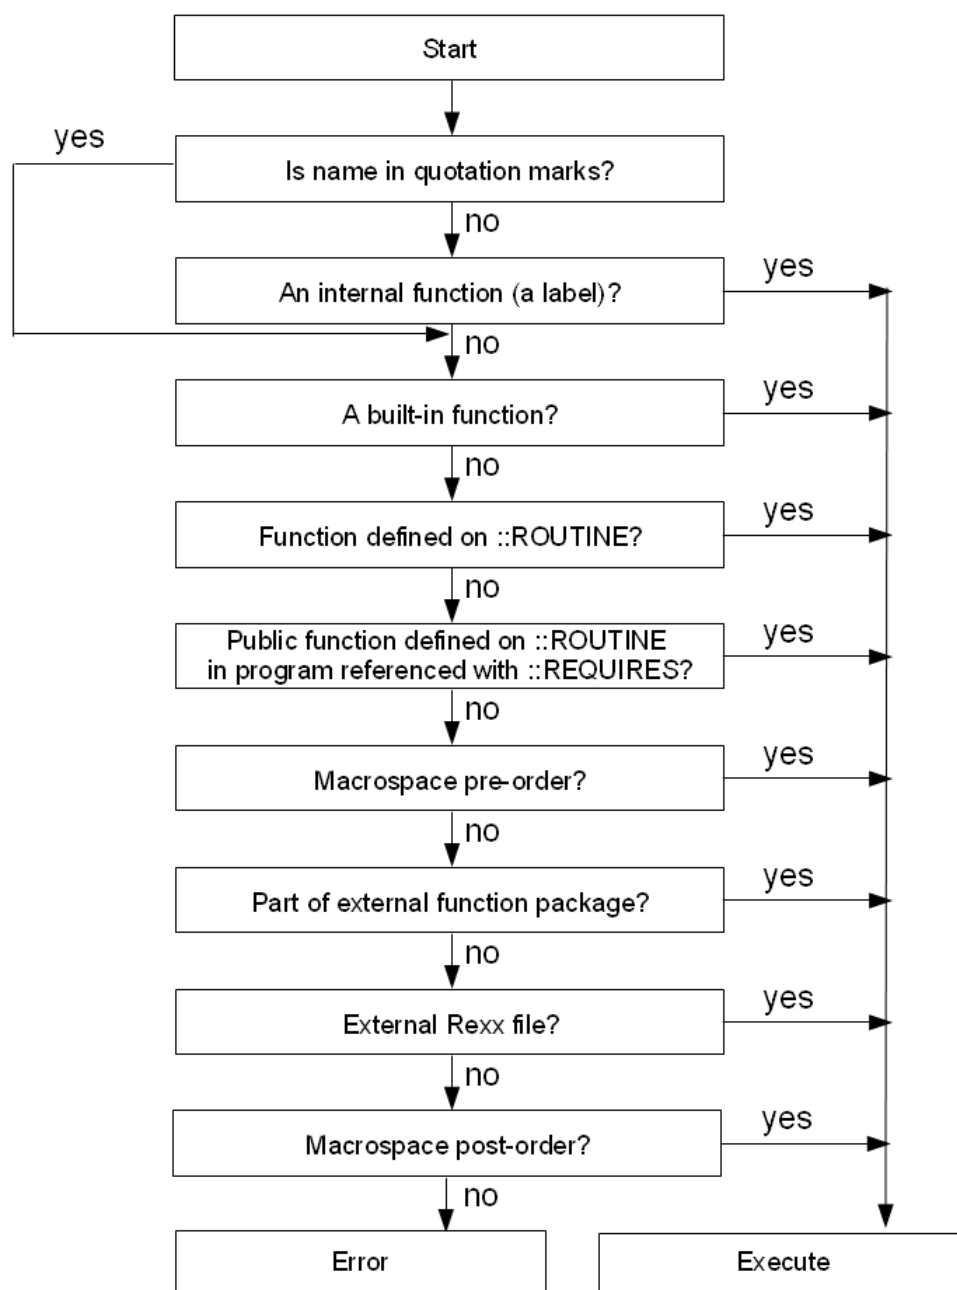 Start
yes
Is name in quotation marks?
no
yes
An internal function (a label)?
no
yes
A built-in function?
no
yes
Function defined on ::ROUTINE?
no
Public function defined on ::ROUTINE
yes
in program referenced with ::REQUIRES?
no
yes
Macrospace pre-order?
no
yes
Part of external function package?
no
yes
External Rexx file?
no
yes
Macrospace post-order?
no
Error
Execute